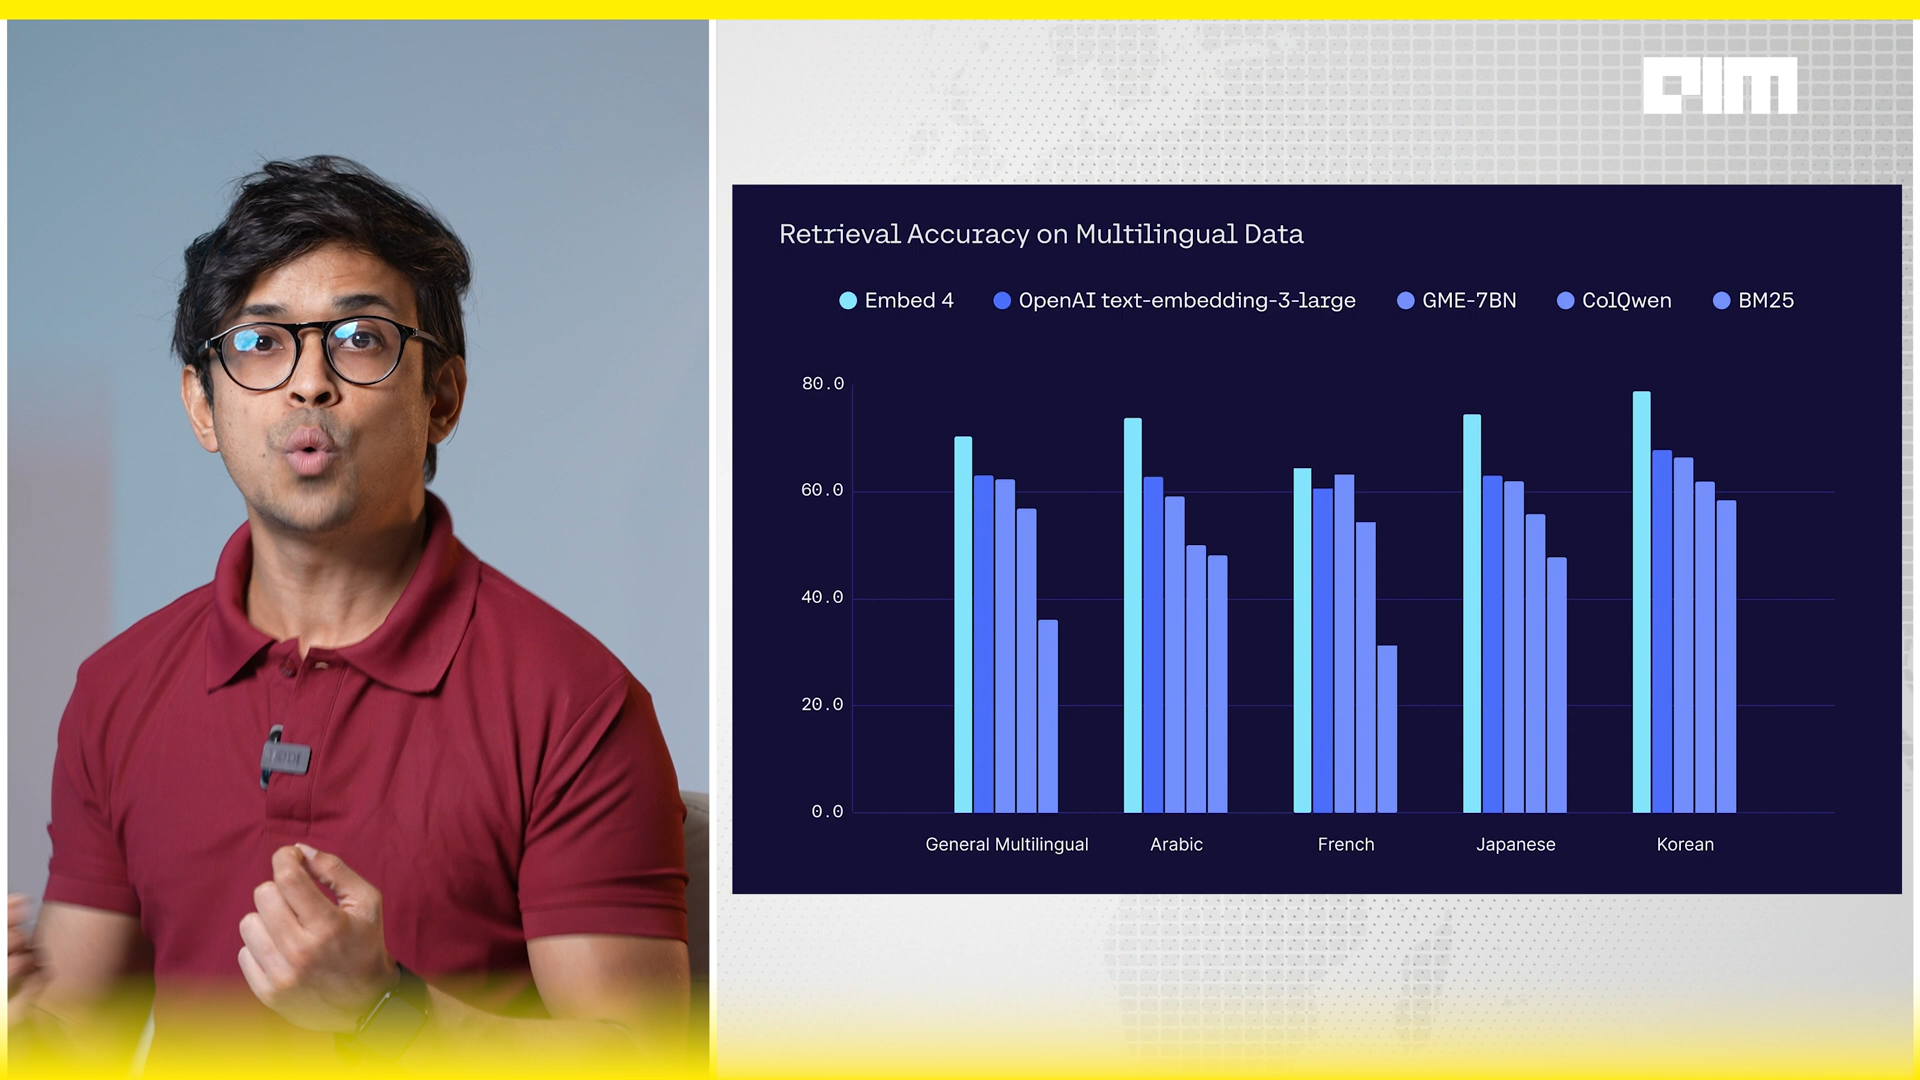 AIM
Retrieval Accuracy on Multilingual Data
Embed 4 OpenAI text-embedding-3-large GME-7BN ColQwen BM25
80.0
60.0
40.0
20.0
0.0
General Multilingual Arabic French Japanese Korean